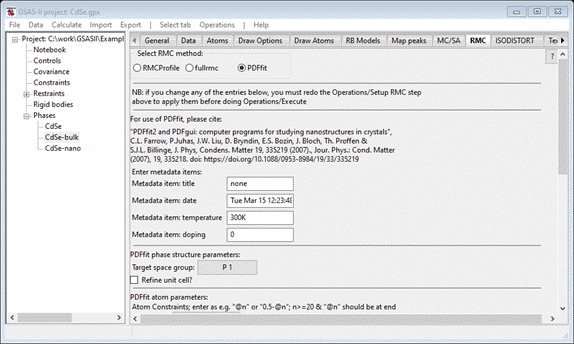 GSAS-II project: CdSe.gpx
File Data Calculate Import Export | Select tab Operations | Help
Project: C:\work\GSASII\Exampl
Notebook
Controls
Covariance
Constraints
Restraints
Rigid bodies
Phases
CdSe
CdSe-bulk
CdSe-nano
General Data Atoms Draw Options Draw Atoms RB Models Map peaks MC/SA RMC ISODISTORT
Select RMC method:
RMCProfile fullrmc PDFfit
?
NB: if you change any of the entries below, you must redo the Operations/Setup RMC step
above to apply them before doing Operations/Execute
For use of PDFfit, please cite:
"PDFfit2 and PDFgui: computer programs for studying nanostructures in crystals",
C.L. Farrow, P.Juhas, J.W. Liu, D. Bryndin, E.S. Bozin, J. Bloch, Th. Proffen &
S.J.L. Billinge, J. Phys, Condens. Matter 19, 335219 (2007)., Jour. Phys.: Cond. Matter
(2007), 19, 335218. doi: https://doi.org/10.1088/0953-8984/19/33/335219
Enter metadata items:
Metadata item: title none
Metadata item: date Tue Mar 15 12:23:48
Metadata item: temperature 300K
Metadata item: doping 0
PDFfit phase structure parameters:
Target space group: P 1
Refine unit cell?
PDFfit atom parameters:
Atom Constraints; enter as e.g. "@n" or "0.5-@n"; n>=20 & "@n" should be at end